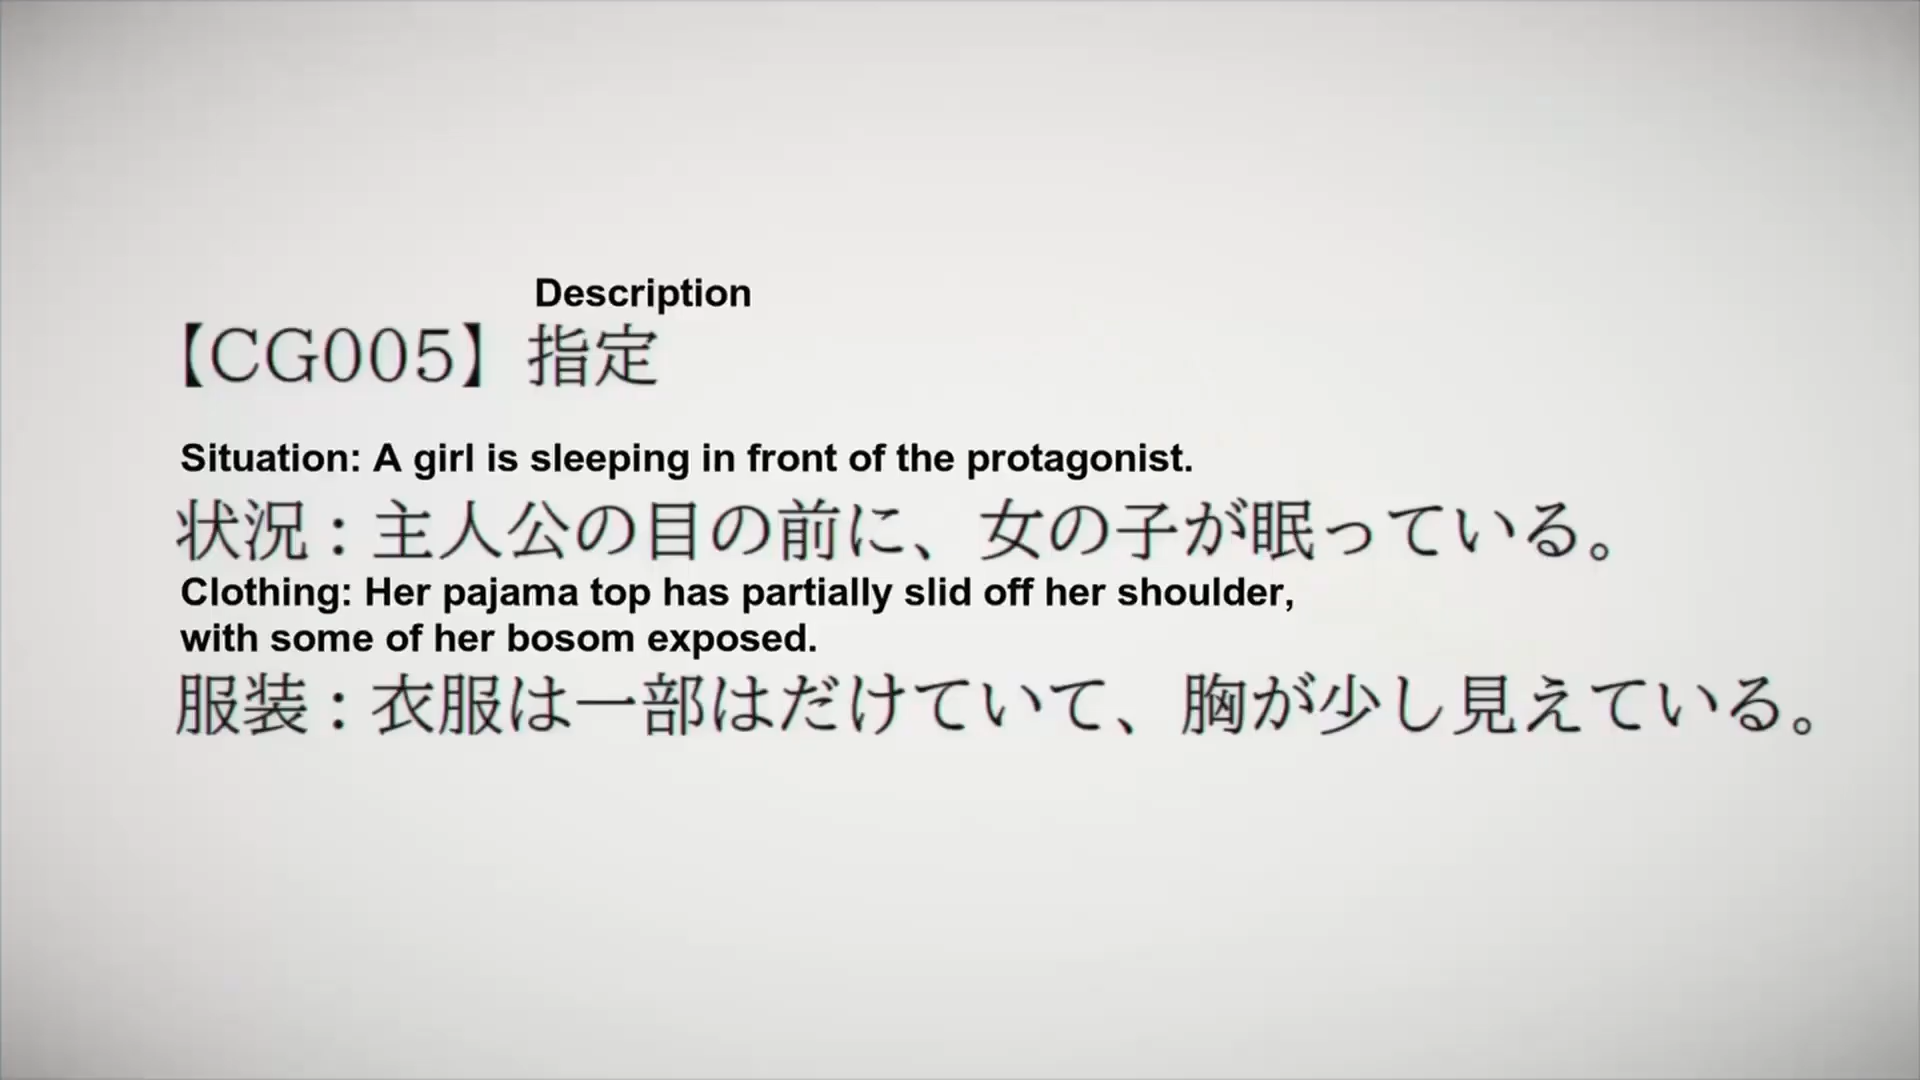 Description
【CG005】指定
Situation: A girl is sleeping in front of the protagonist.
状況：主人公の目の前に、女の子が眠っている。
Clothing: Her pajama top has partially slid off her shoulder,
with some of her bosom exposed.
服装：衣服は一部はだけていて、胸が少し見えている。